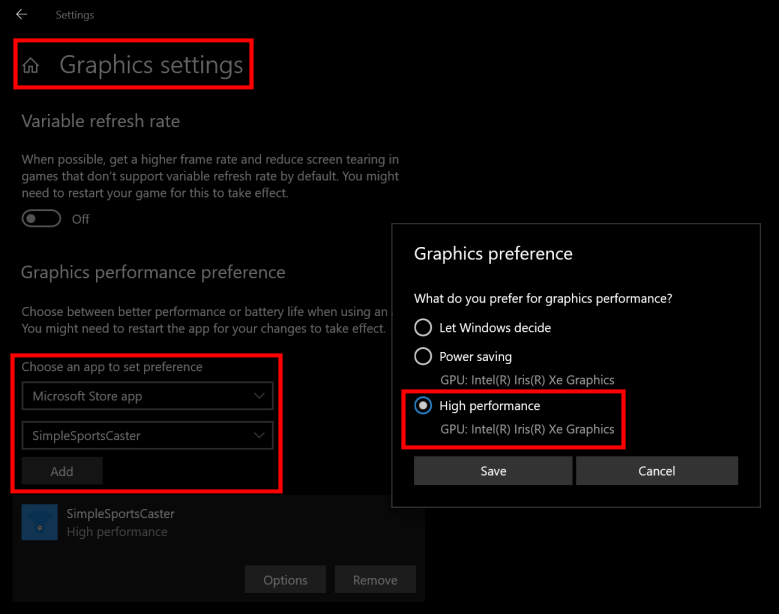 Settings
Graphics settings
Variable refresh rate
When possible, get a higher frame rate and reduce screen tearing in
games that don't support variable refresh rate by default. You might
need to restart your game for this to take effect.
Off
Graphics performance preference
Choose between better performance or battery life when using an
You might need to restart the app for your changes to take effect.
Choose an app to set preference
Microsoft Store app
SimpleSportsCaster
Add
SimpleSportsCaster
High performance
Options
Remove
Graphics preference
What do you prefer for graphics performance?
Let Windows decide
Power saving
GPU: Intel(R) Iris(R) Xe Graphics
High performance
GPU: Intel(R) Iris(R) Xe Graphics
Save
Cancel